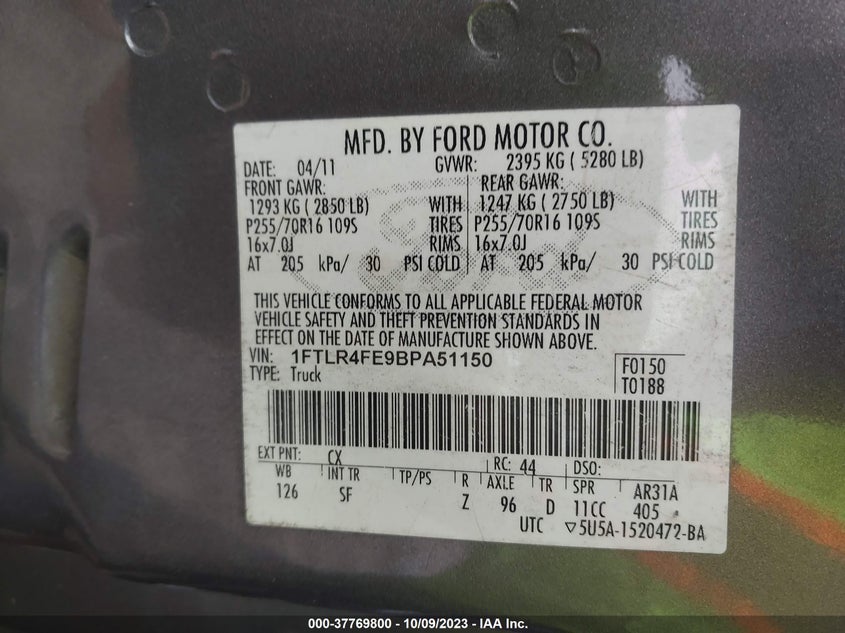 MFD. BY FORD MOTOR CO.
DATE: 04/11 GVWR: 2395 KG ( 5280 LB)
FRONT GAWR: REAR GAWR:
1293 KG ( 2850 LB) WITH 1247 KG ( 2750 LB) WITH
P255/70R16 109S TIRES P255/70R16 109S TIRES
16x7.0J RIMS 16x7.0J RIMS
AT 205 kPa/ 30 PSI COLD AT 205 kPa/ 30 PSI COLD
THIS VEHICLE CONFORMS TO ALL APPLICABLE FEDERAL MOTOR
VEHICLE SAFETY AND THEFT PREVENTION STANDARDS IN
EFFECT ON THE DATE OF MANUFACTURE SHOWN ABOVE.
VIN: 1FTLR4FE9BPA51150 F0150
TYPE: Truck T0188
EXT PNT: CX RC: 44 DSO:
WB INT TR TP/PS R AXLE TR SPR AR31A
126 SF Z 96 D 11CC 405
UTC ▽5U5A-1520472-BA
000-37769800 - 10/09/2023 - IAA Inc.